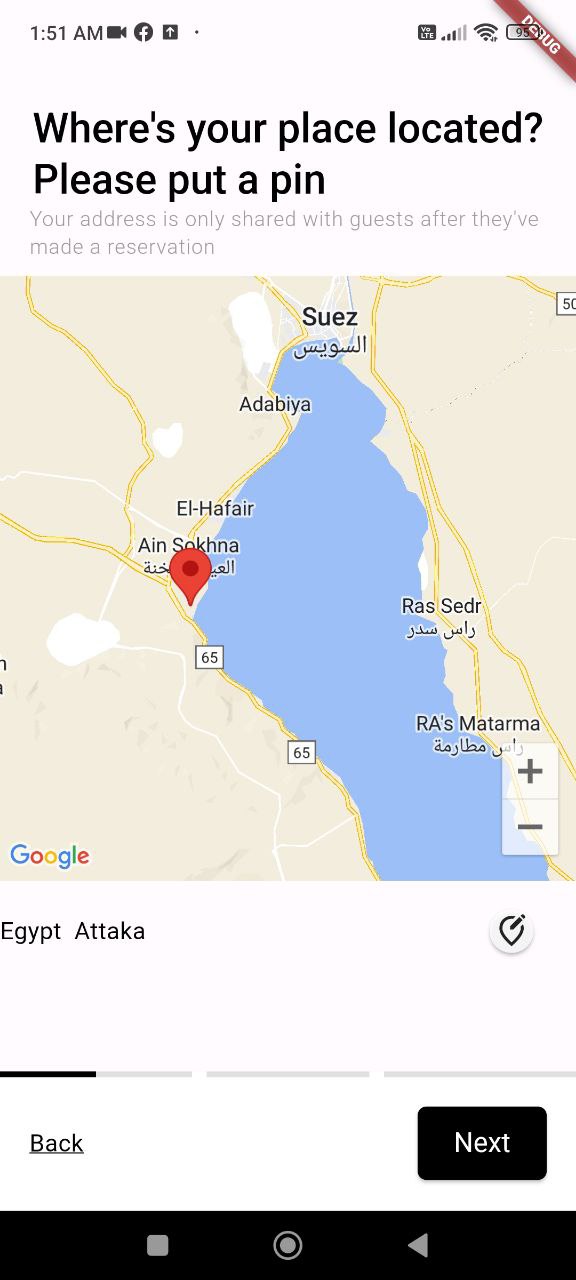 1:51 AM
Vo LTE
95
DEBUG
Where's your place located?
Please put a pin
Your address is only shared with guests after they've
made a reservation
50
Suez
السويس
Adabiya
El-Hafair
Ain Sokhna
Ras Sedr
راس سدر
65
RA's Matarma
راس مطارمة
65
+
−
Google
Egypt Attaka
Back
Next